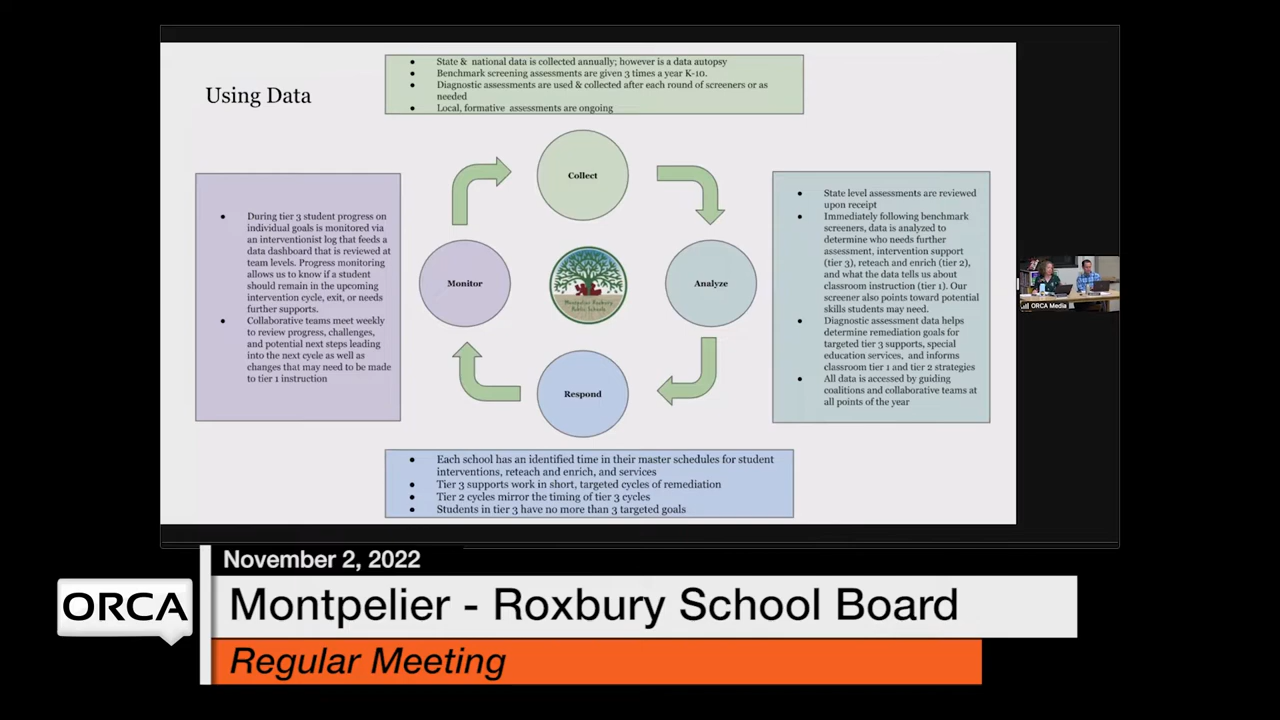 Using Data
● State & national data is collected annually; however is a data autopsy
● Benchmark screening assessments are given 3 times a year K-10.
● Diagnostic assessments are used & collected after each round of screeners or as
needed
● Local, formative assessments are ongoing
Collect
● During tier 3 student progress on
individual goals is monitored via
an interventionist log that feeds a
data dashboard that is reviewed at
team levels. Progress monitoring
allows us to know if a student
should remain in the upcoming
intervention cycle, exit, or needs
further supports.
● Collaborative teams meet weekly
to review progress, challenges,
and potential next steps leading
into the next cycle as well as
changes that may need to be made
to tier 1 instruction
Monitor
Montpelier Roxbury
Public Schools
Analyze
● State level assessments are reviewed
upon receipt
● Immediately following benchmark
screeners, data is analyzed to
determine who needs further
assessment, intervention support
(tier 3), reteach and enrich (tier 2),
and what the data tells us about
classroom instruction (tier 1). Our
screener also points toward potential
skills students may need.
● Diagnostic assessment data helps
determine remediation goals for
targeted tier 3 supports, special
education services, and informs
classroom tier 1 and tier 2 strategies
● All data is accessed by guiding
coalitions and collaborative teams at
all points of the year
ORCA Media
Respond
● Each school has an identified time in their master schedules for student
interventions, reteach and enrich, and services
● Tier 3 supports work in short, targeted cycles of remediation
● Tier 2 cycles mirror the timing of tier 3 cycles
● Students in tier 3 have no more than 3 targeted goals
November 2, 2022
ORCA
Montpelier - Roxbury School Board
Regular Meeting